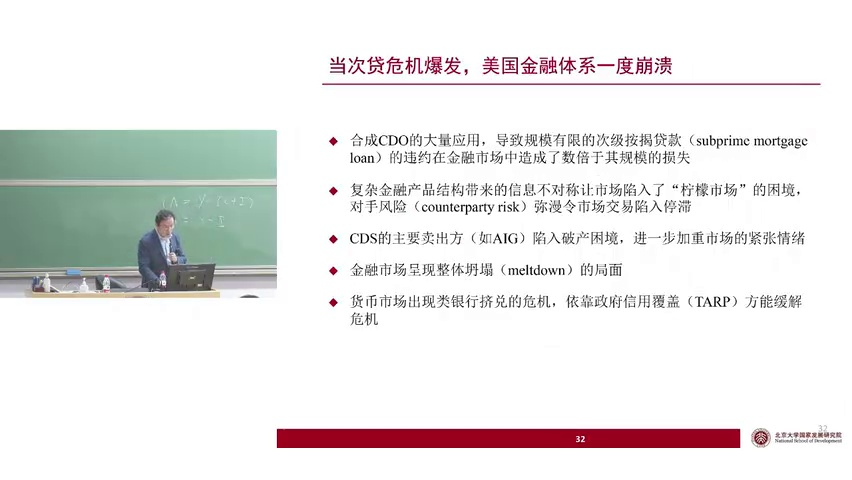 当次贷危机爆发，美国金融体系一度崩溃
合成CDO的大量应用，导致规模有限的次级按揭贷款（subprime mortgage
loan）的违约在金融市场中造成了数倍于其规模的损失
复杂金融产品结构带来的信息不对称让市场陷入了“柠檬市场”的困境，
对手风险（counterparty risk）弥漫令市场交易陷入停滞
CDS的主要卖出方（如AIG）陷入破产困境，进一步加重市场的紧张情绪
金融市场呈现整体坍塌（meltdown）的局面
货币市场出现类银行挤兑的危机，依靠政府信用覆盖（TARP）方能缓解
危机
32
32
北京大学国家发展研究院
National School of Development